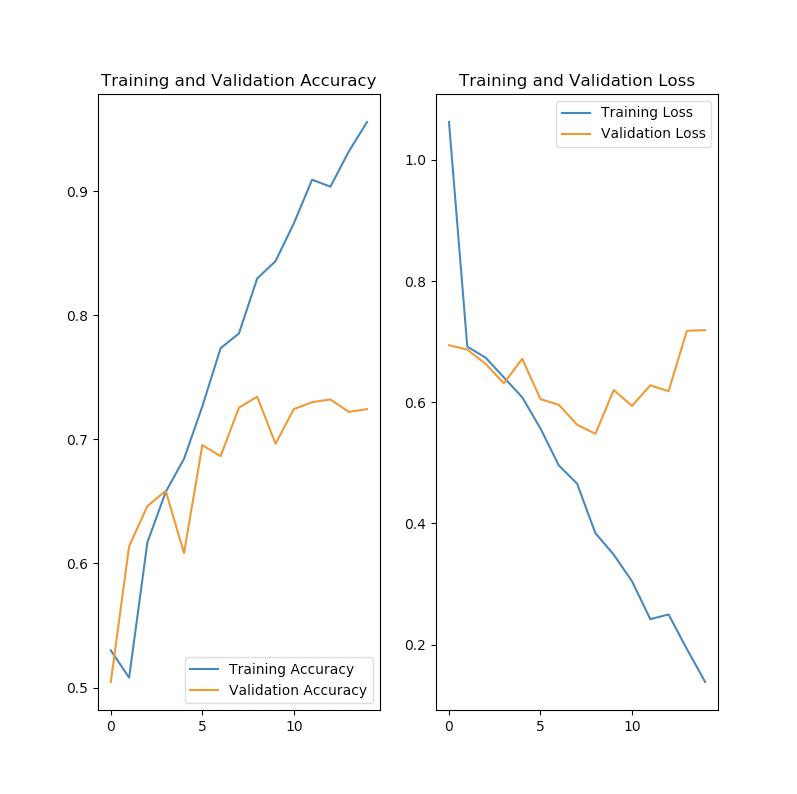 Training and Validation Accuracy
0.9
0.8
0.7
0.6
0.5
0
5
10
Training Accuracy
Validation Accuracy
Training and Validation Loss
Training Loss
Validation Loss
1.0
0.8
0.6
0.4
0.2
0
5
10